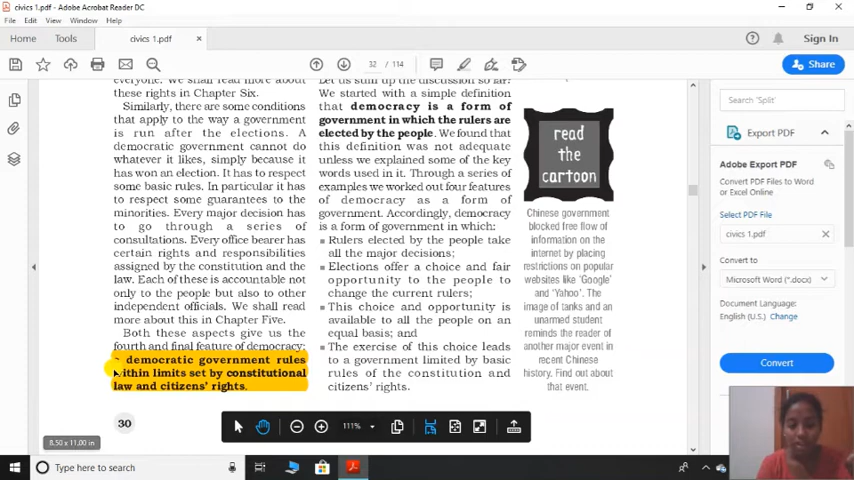 civics 1.pdf - Adobe Acrobat Reader DC
File Edit View Window Help
Home Tools civics 1.pdf × Sign In
32 / 114 Share
everyone. We shall read more about
these rights in Chapter Six.
Similarly, there are some conditions
that apply to the way a government
is run after the elections. A
democratic government cannot do
whatever it likes, simply because it
has won an election. It has to respect
some basic rules. In particular it has
to respect some guarantees to the
minorities. Every major decision has
to go through a series of
consultations. Every office bearer has
certain rights and responsibilities
assigned by the constitution and the
law. Each of these is accountable not
only to the people but also to other
independent officials. We shall read
more about this in Chapter Five.
Both these aspects give us the
fourth and final feature of democracy:
democratic government rules
within limits set by constitutional
law and citizens' rights.
30
8.50 x 11.00 in
Let us sum up the discussion so far.
We started with a simple definition
that democracy is a form of
government in which the rulers are
elected by the people. We found that
this definition was not adequate
unless we explained some of the key
words used in it. Through a series of
examples we worked out four features
of democracy as a form of
government. Accordingly, democracy
is a form of government in which:
■ Rulers elected by the people take
all the major decisions;
■ Elections offer a choice and fair
opportunity to the people to
change the current rulers;
■ This choice and opportunity is
available to all the people on an
equal basis; and
■ The exercise of this choice leads
to a government limited by basic
rules of the constitution and
citizens' rights.
read
the
cartoon
Chinese government
blocked free flow of
information on the
internet by placing
restrictions on popular
websites like 'Google'
and 'Yahoo'. The
image of tanks and an
unarmed student
reminds the reader of
another major event in
recent Chinese
history. Find out about
that event.
111%
Search 'Split'
Export PDF
Adobe Export PDF
Convert PDF Files to Word
or Excel Online
Select PDF File
civics 1.pdf ×
Convert to
Microsoft Word (*.docx)
Document Language:
English (U.S.) Change
Convert
Type here to search